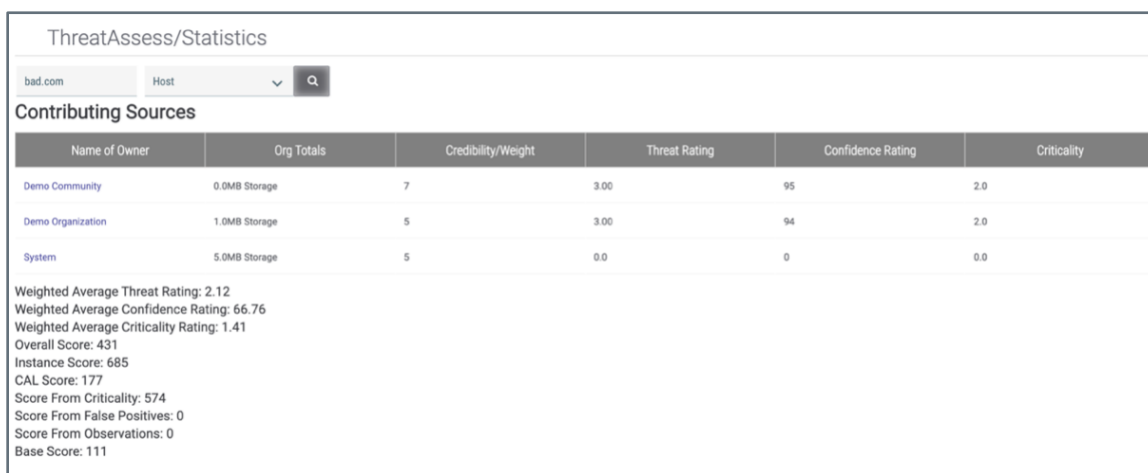 ThreatAssess/Statistics
bad.com Host
Contributing Sources
Name of Owner Org Totals Credibility/Weight Threat Rating Confidence Rating Criticality
Demo Community 0.0MB Storage 7 3.00 95 2.0
Demo Organization 1.0MB Storage 5 3.00 94 2.0
System 5.0MB Storage 5 0.0 0 0.0
Weighted Average Threat Rating: 2.12
Weighted Average Confidence Rating: 66.76
Weighted Average Criticality Rating: 1.41
Overall Score: 431
Instance Score: 685
CAL Score: 177
Score From Criticality: 574
Score From False Positives: 0
Score From Observations: 0
Base Score: 111